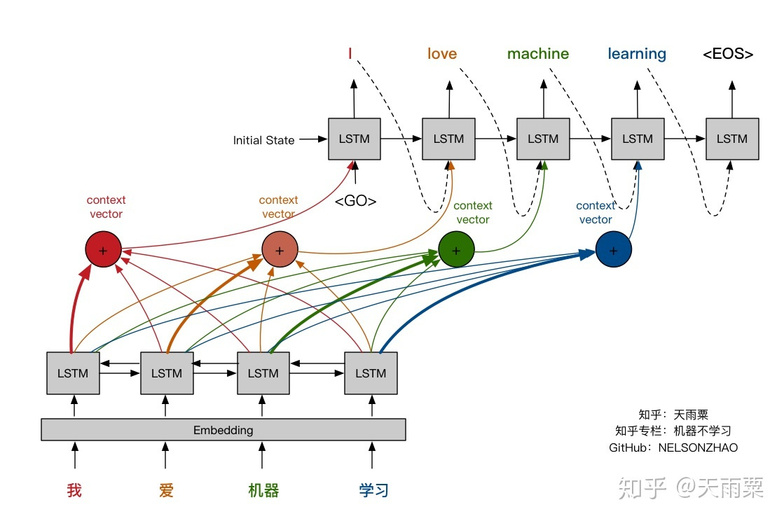 I love machine learning <EOS>
LSTM LSTM LSTM LSTM LSTM
Initial State
<GO>
context
vector
context
vector
context
vector
context
vector
+ + + +
LSTM LSTM LSTM LSTM
Embedding
我 爱 机器 学习
知乎：天雨粟
知乎专栏：机器不学习
GitHub：NELSONZHAO
知乎 @天雨粟